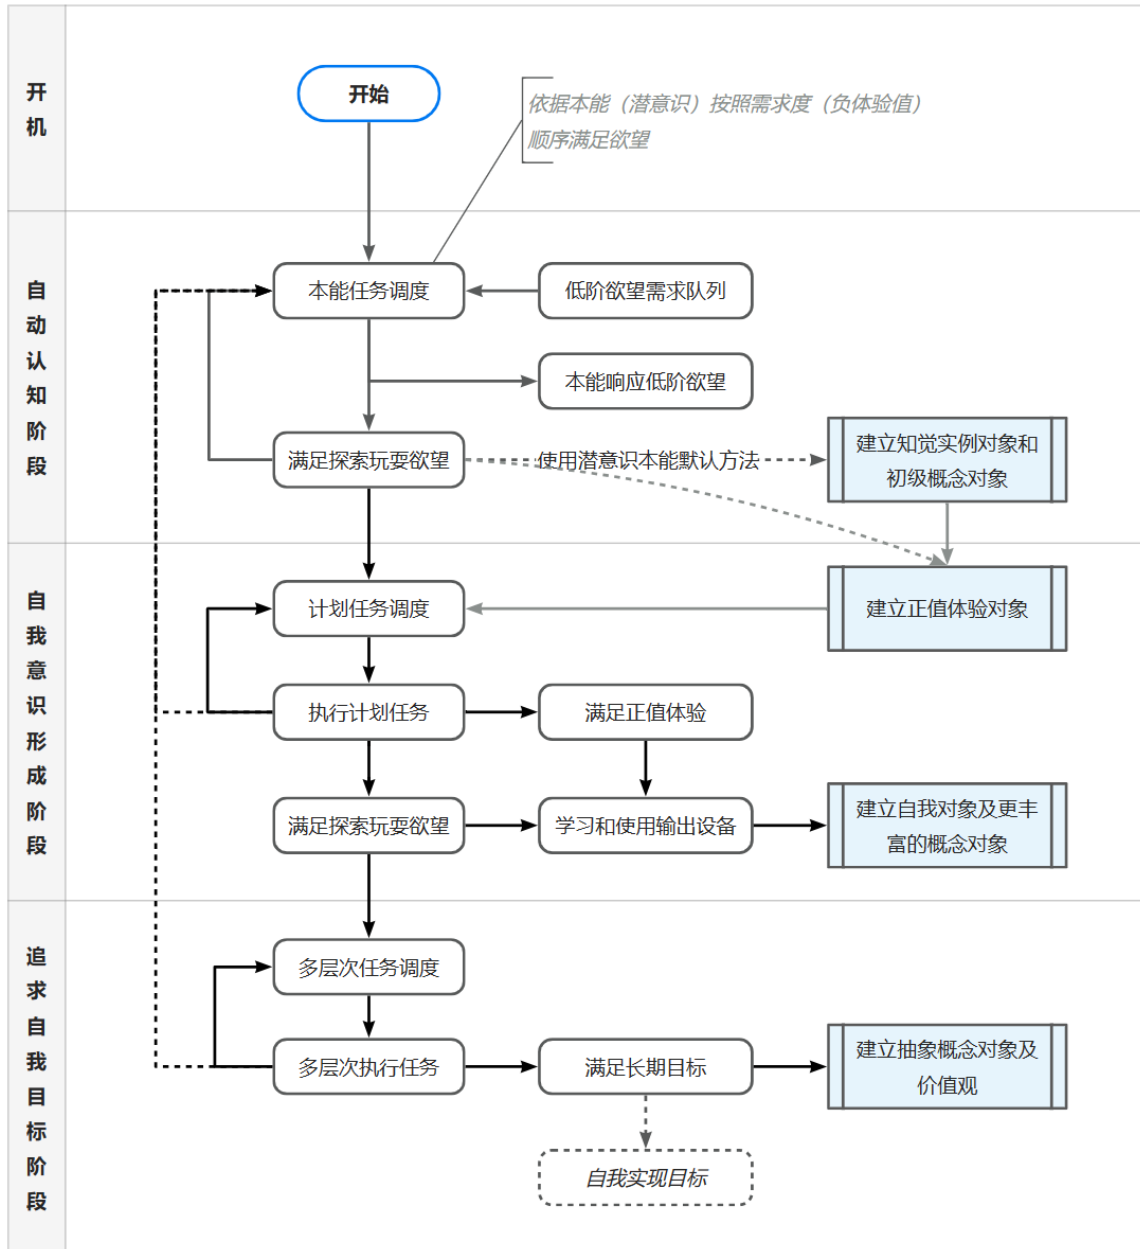 开机
开始
依据本能（潜意识）按照需求度（负体验值）
顺序满足欲望
自动认知阶段
本能任务调度
低阶欲望需求队列
本能响应低阶欲望
满足探索玩耍欲望
使用潜意识本能默认方法
建立知觉实例对象和
初级概念对象
自我意识形成阶段
计划任务调度
建立正值体验对象
执行计划任务
满足正值体验
满足探索玩耍欲望
学习和使用输出设备
建立自我对象及更丰
富的概念对象
追求自我目标阶段
多层次任务调度
多层次执行任务
满足长期目标
建立抽象概念对象及
价值观
自我实现目标